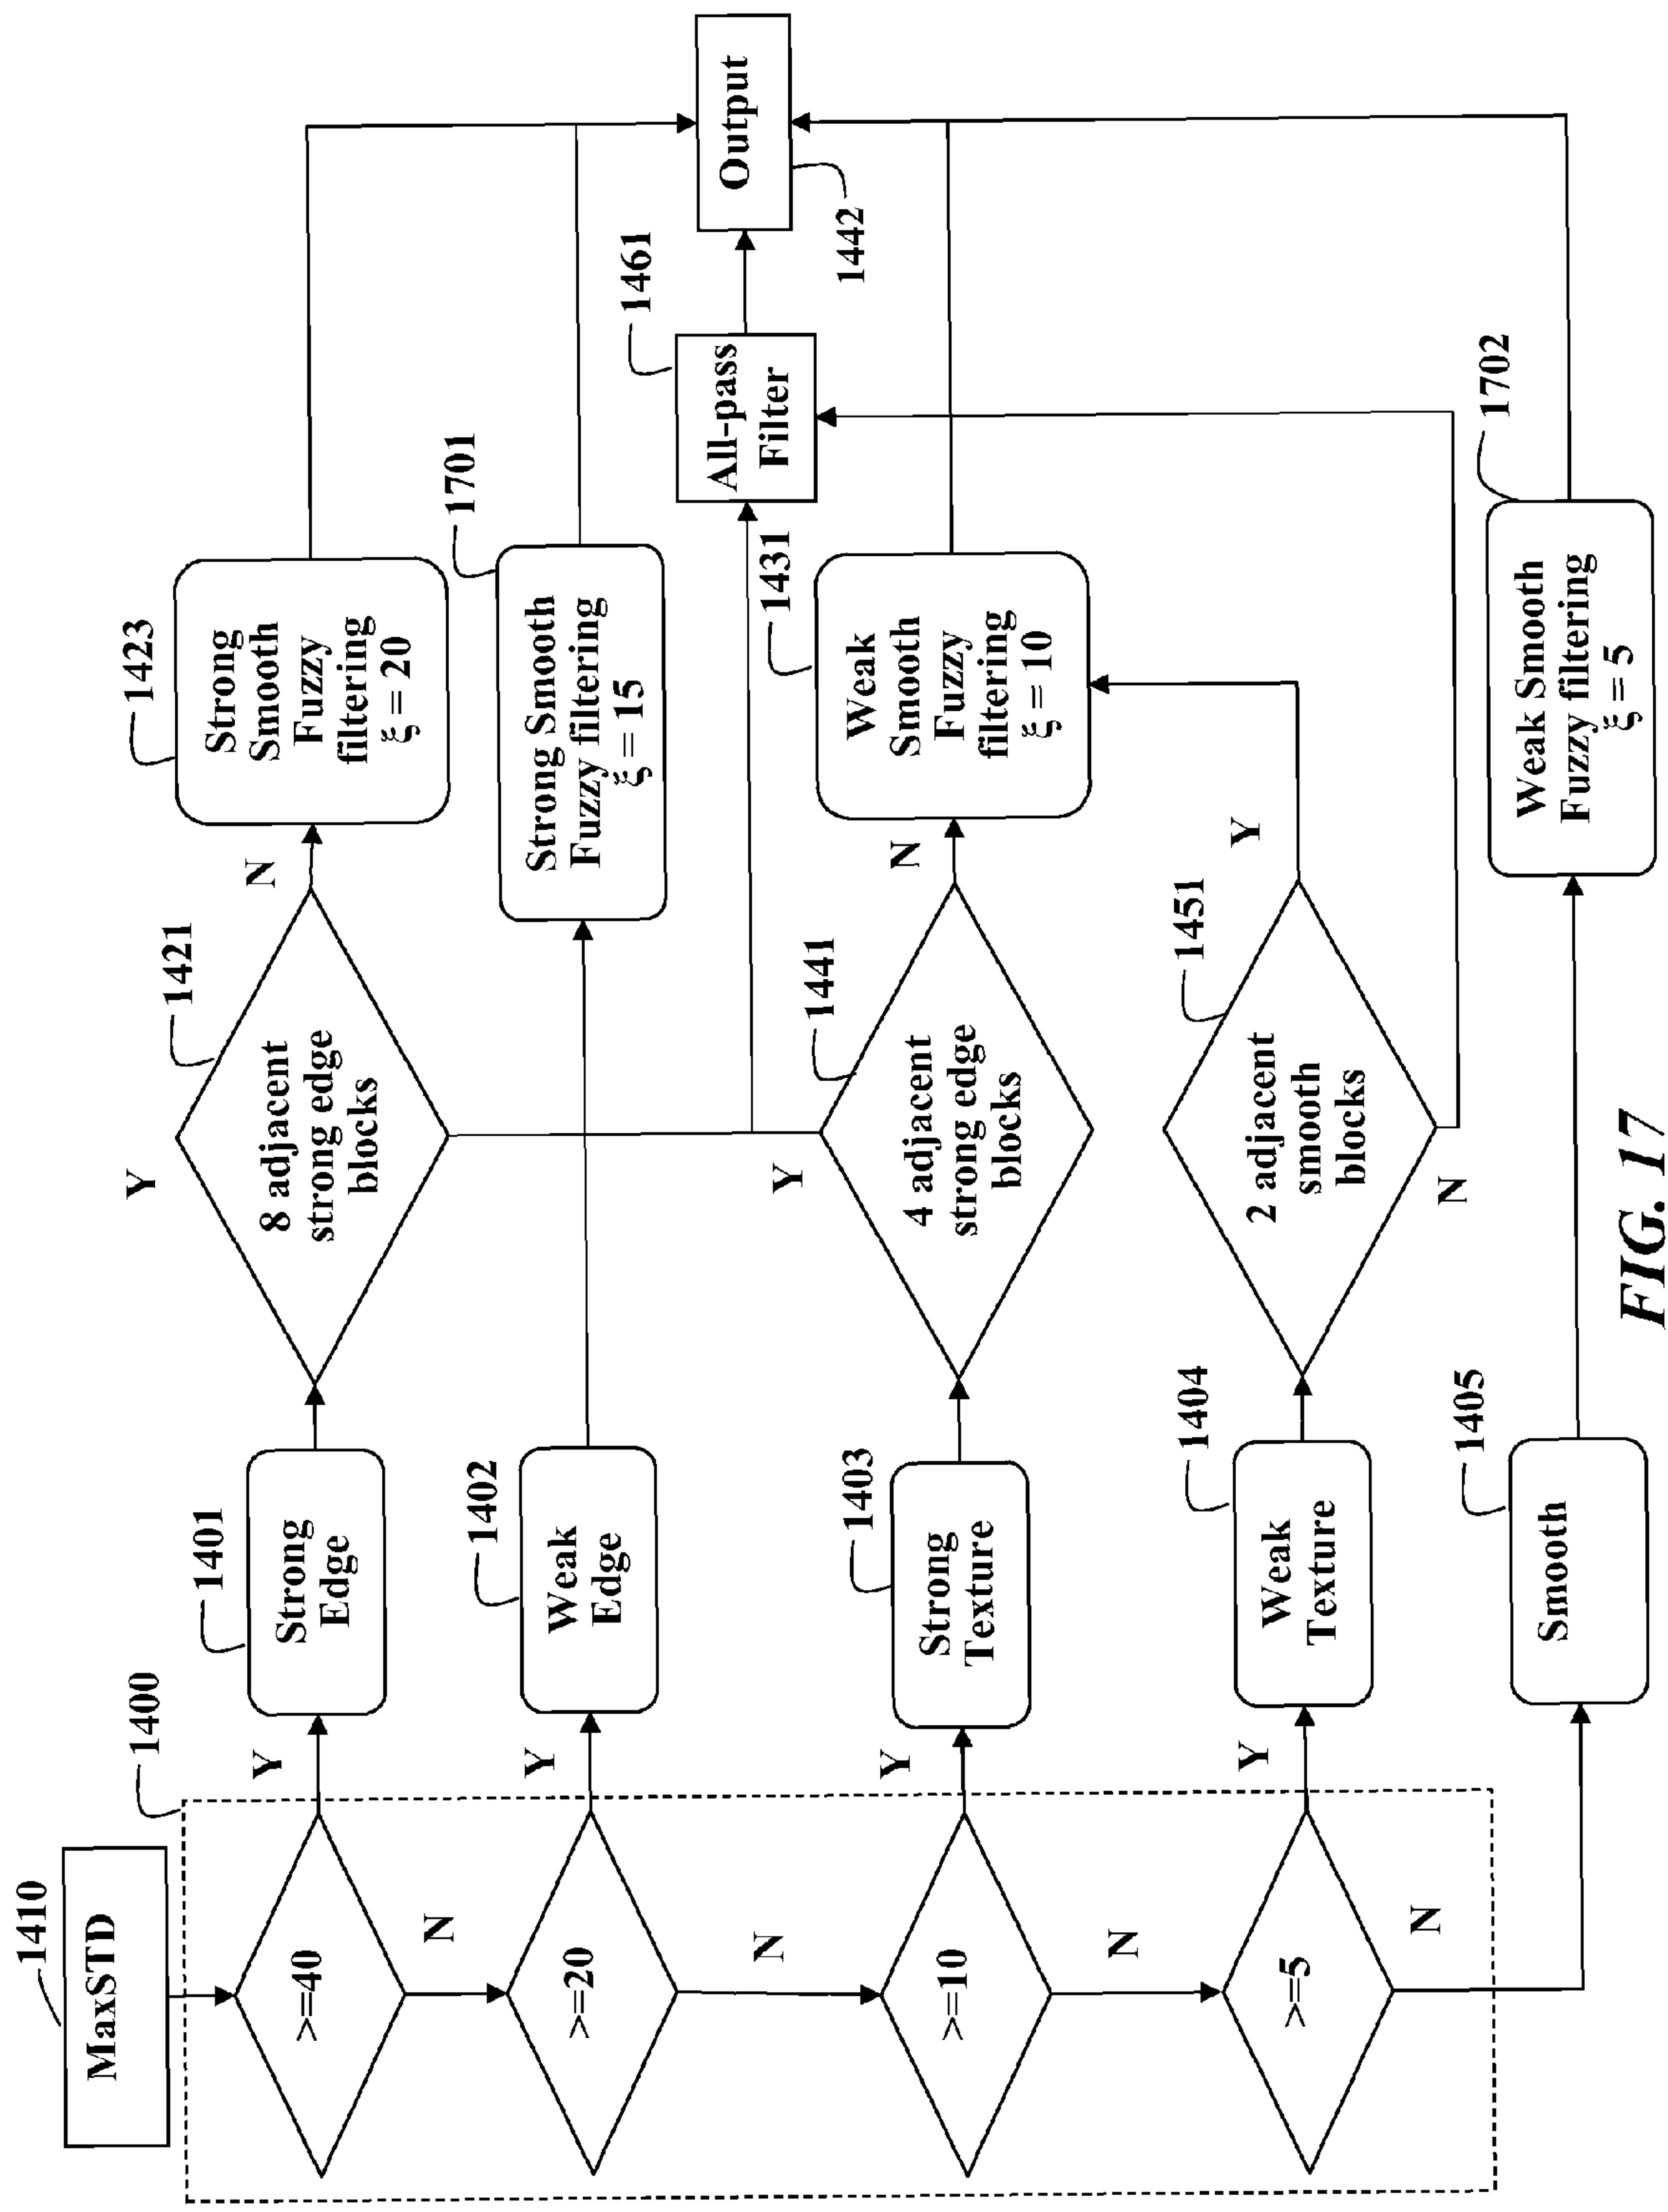 1410
MaxSTD
1400
>=40
Y
N
>=20
Y
N
>=10
Y
N
>=5
Y
N
1401
Strong
Edge
1402
Weak
Edge
1403
Strong
Texture
1404
Weak
Texture
1405
Smooth
Y
1421
8 adjacent
strong edge
blocks
N
1423
Strong
Smooth
Fuzzy
filtering
ξ = 20
1701
Strong Smooth
Fuzzy filtering
ξ = 15
Y
1441
4 adjacent
strong edge
blocks
N
1431
Weak
Smooth
Fuzzy
filtering
ξ = 10
1451
2 adjacent
smooth
blocks
Y
N
1702
Weak Smooth
Fuzzy filtering
ξ = 5
1461
All-pass
Filter
Output
1442
FIG. 17